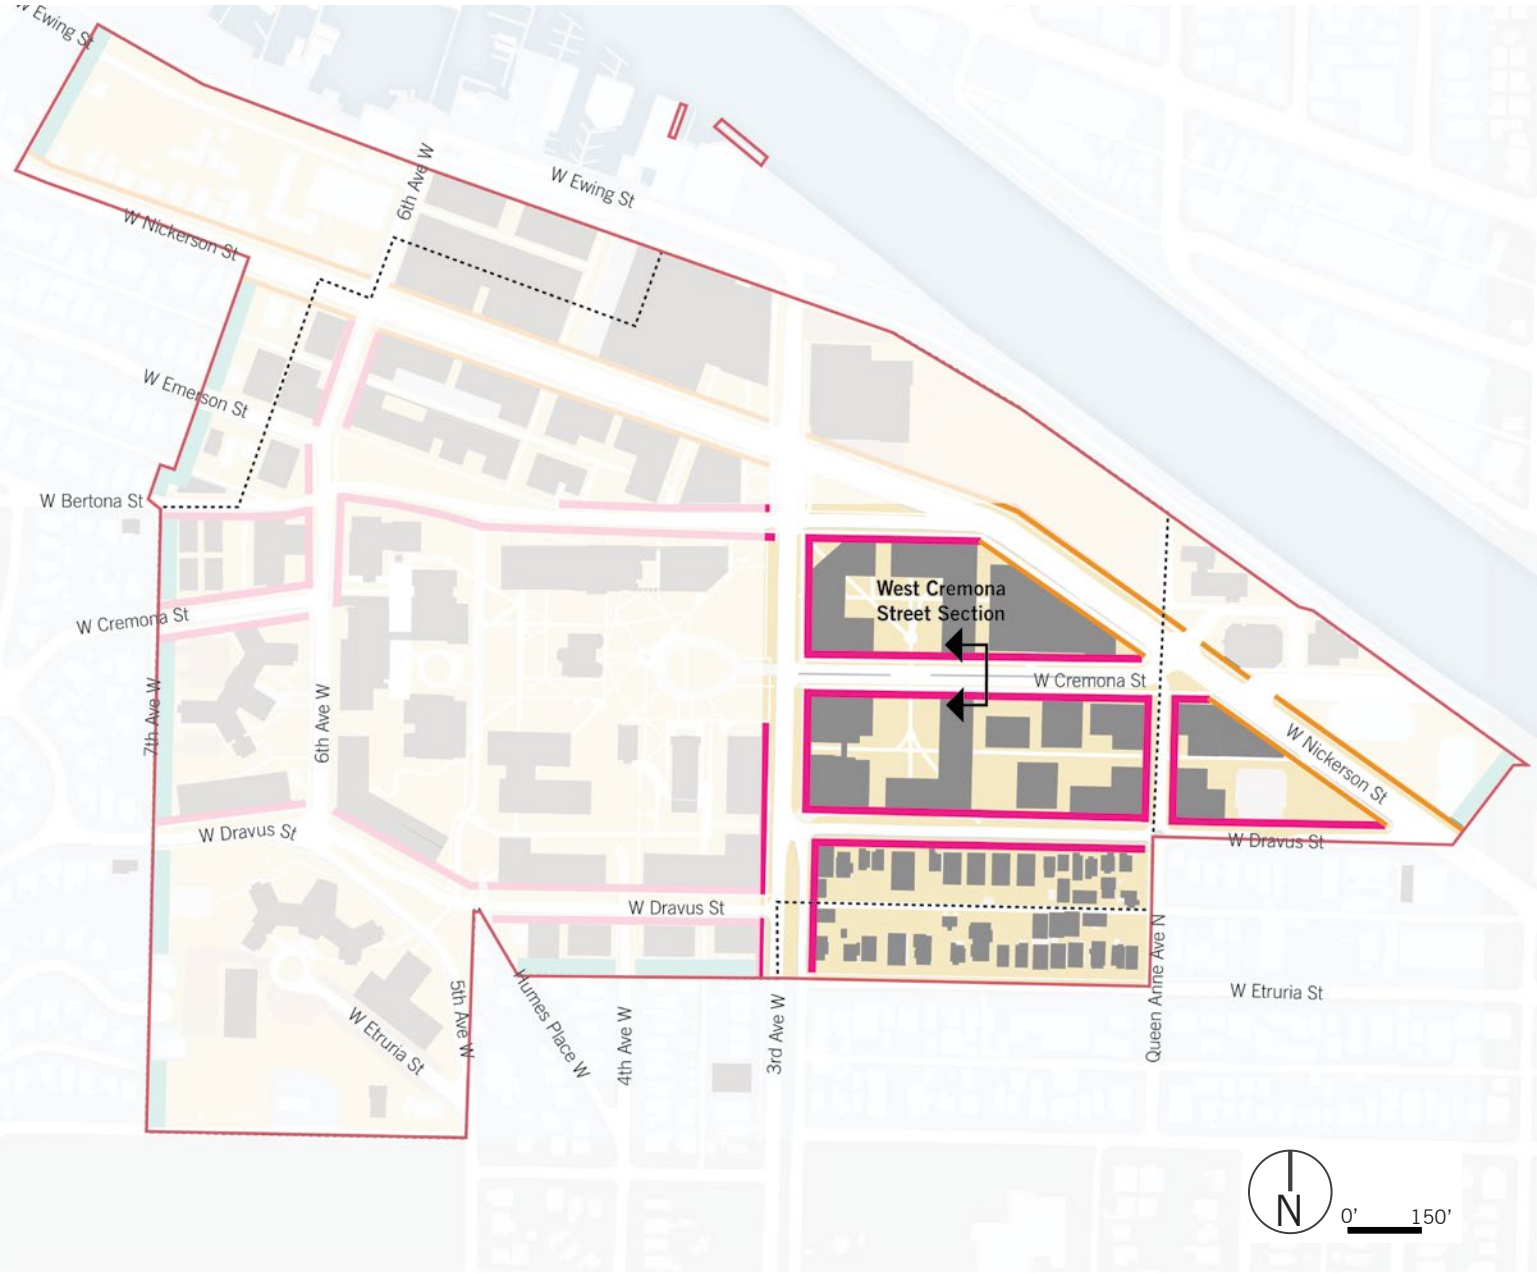 W Ewing St
6th Ave W
W Ewing St
W Nickerson St
W Emerson St
W Bertona St
West Cremona
Street Section
W Cremona St
W Cremona St
7th Ave W
6th Ave W
W Nickerson St
W Dravus St
W Dravus St
W Dravus St
Queen Anne Ave N
W Etruria St
5th Ave W
Humes Place W
4th Ave W
3rd Ave W
W Etruria St
N
0’ 150’